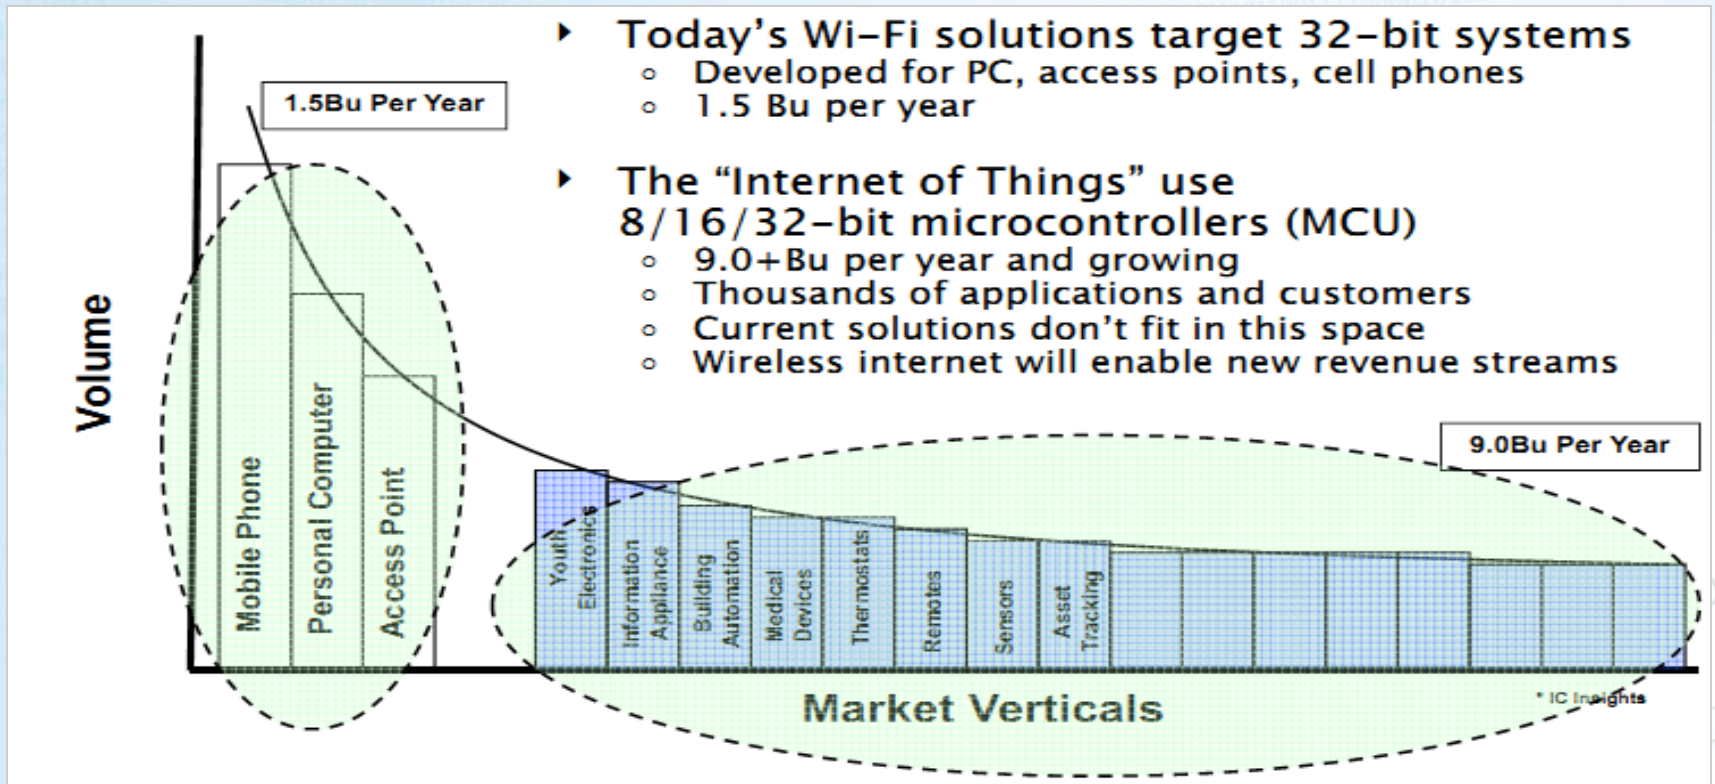 Today's Wi-Fi solutions target 32-bit systems
Developed for PC, access points, cell phones
1.5 Bu per year
The "Internet of Things" use
8/16/32-bit microcontrollers (MCU)
9.0+Bu per year and growing
Thousands of applications and customers
Current solutions don't fit in this space
Wireless internet will enable new revenue streams
1.5Bu Per Year
9.0Bu Per Year
Volume
Mobile Phone
Personal Computer
Access Point
Youth
Electronics
Information
Appliance
Building
Automation
Medical
Devices
Thermostats
Remotes
Sensors
Asset
Tracking
Market Verticals
* IC Insights